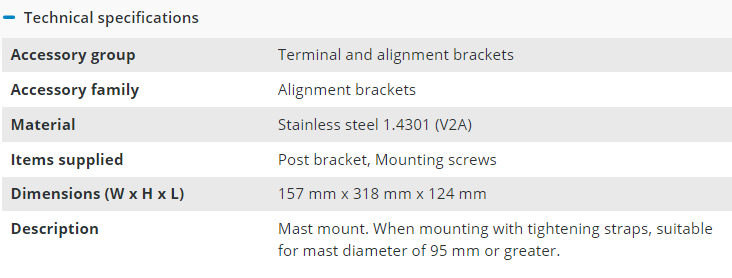 Technical specifications
Accessory group Terminal and alignment brackets
Accessory family Alignment brackets
Material Stainless steel 1.4301 (V2A)
Items supplied Post bracket, Mounting screws
Dimensions (W x H x L) 157 mm x 318 mm x 124 mm
Description Mast mount. When mounting with tightening straps, suitable
for mast diameter of 95 mm or greater.